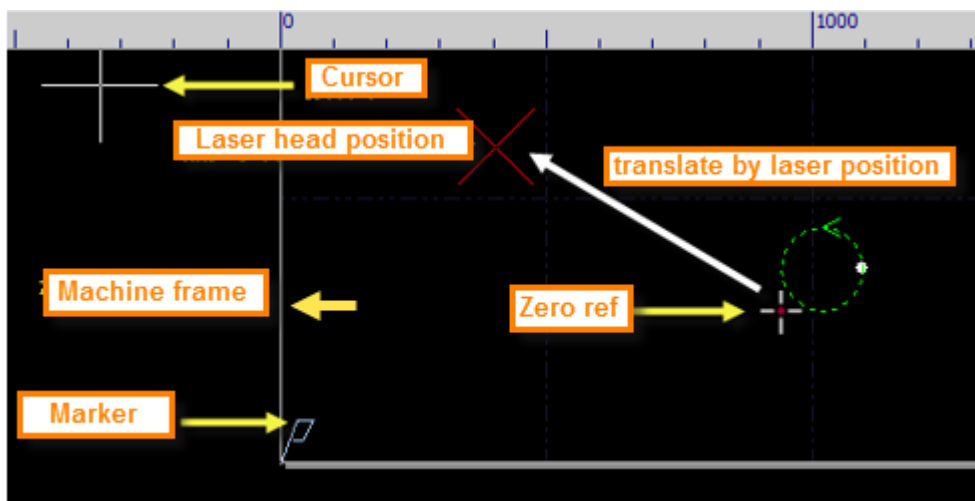 0
1000
Cursor
Laser head position
translate by laser position
Machine frame
Zero ref
Marker